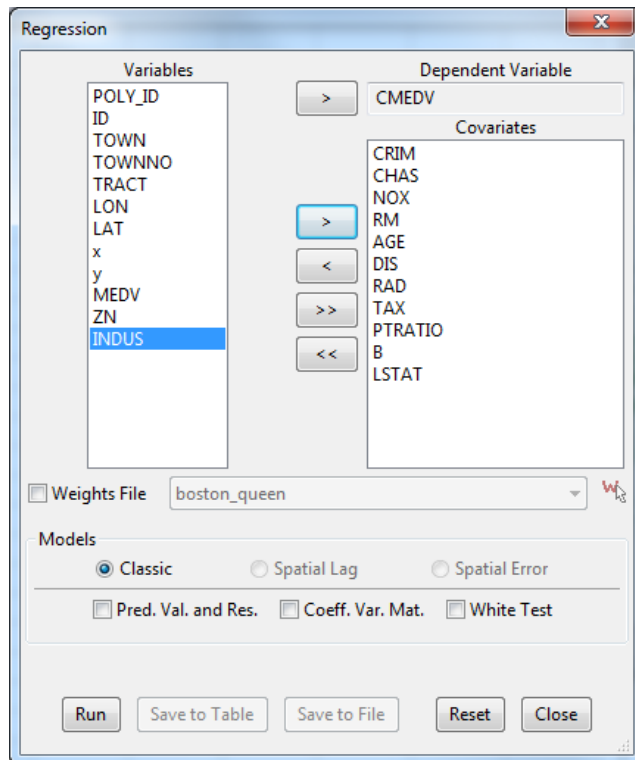 Regression
x
Variables
POLY_ID
ID
TOWN
TOWNNO
TRACT
LON
LAT
x
y
MEDV
ZN
INDUS
>
>
<
>>
<<
Dependent Variable
CMEDV
Covariates
CRIM
CHAS
NOX
RM
AGE
DIS
RAD
TAX
PTRATIO
B
LSTAT
Weights File boston_queen W
Models
Classic Spatial Lag Spatial Error
Pred. Val. and Res. Coeff. Var. Mat. White Test
Run Save to Table Save to File Reset Close